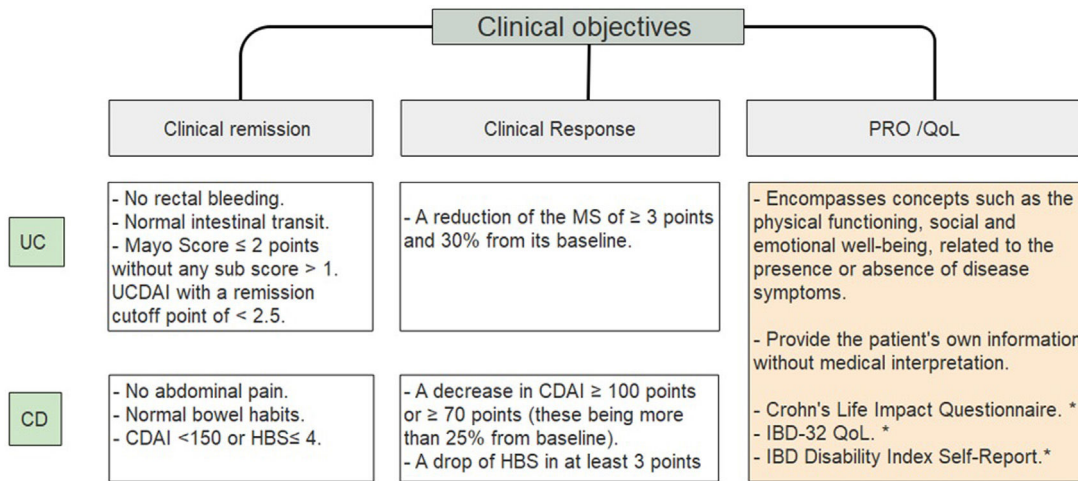 Clinical objectives
Clinical remission
Clinical Response
PRO /QoL
UC
- No rectal bleeding.
- Normal intestinal transit.
- Mayo Score ≤ 2 points
without any sub score > 1.
UCDAI with a remission
cutoff point of < 2.5.
- A reduction of the MS of ≥ 3 points
and 30% from its baseline.
- Encompasses concepts such as the
physical functioning, social and
emotional well-being, related to the
presence or absence of disease
symptoms.
- Provide the patient's own information
without medical interpretation.
- Crohn's Life Impact Questionnaire. *
- IBD-32 QoL. *
- IBD Disability Index Self-Report.*
CD
- No abdominal pain.
- Normal bowel habits.
- CDAI <150 or HBS≤ 4.
- A decrease in CDAI ≥ 100 points
or ≥ 70 points (these being more
than 25% from baseline).
- A drop of HBS in at least 3 points